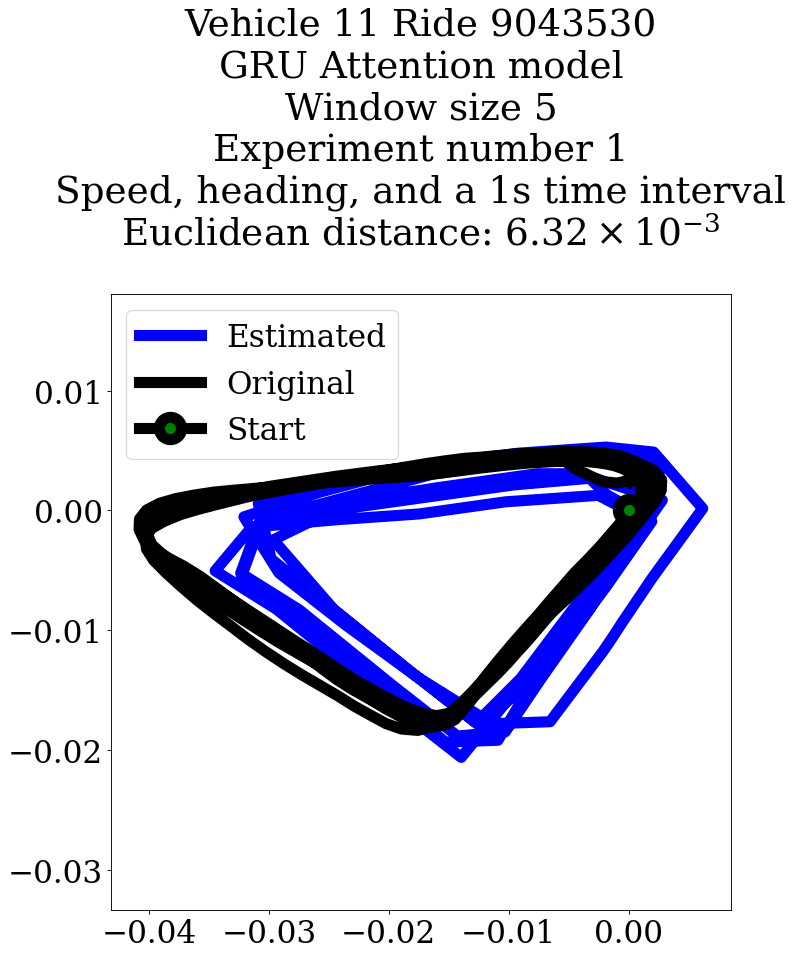 Vehicle 11 Ride 9043530
GRU Attention model
Window size 5
Experiment number 1
Speed, heading, and a 1s time interval
Euclidean distance: 6.32 × 10⁻³
Estimated
Original
Start
0.01
0.00
−0.01
−0.02
−0.03
−0.04 −0.03 −0.02 −0.01 0.00